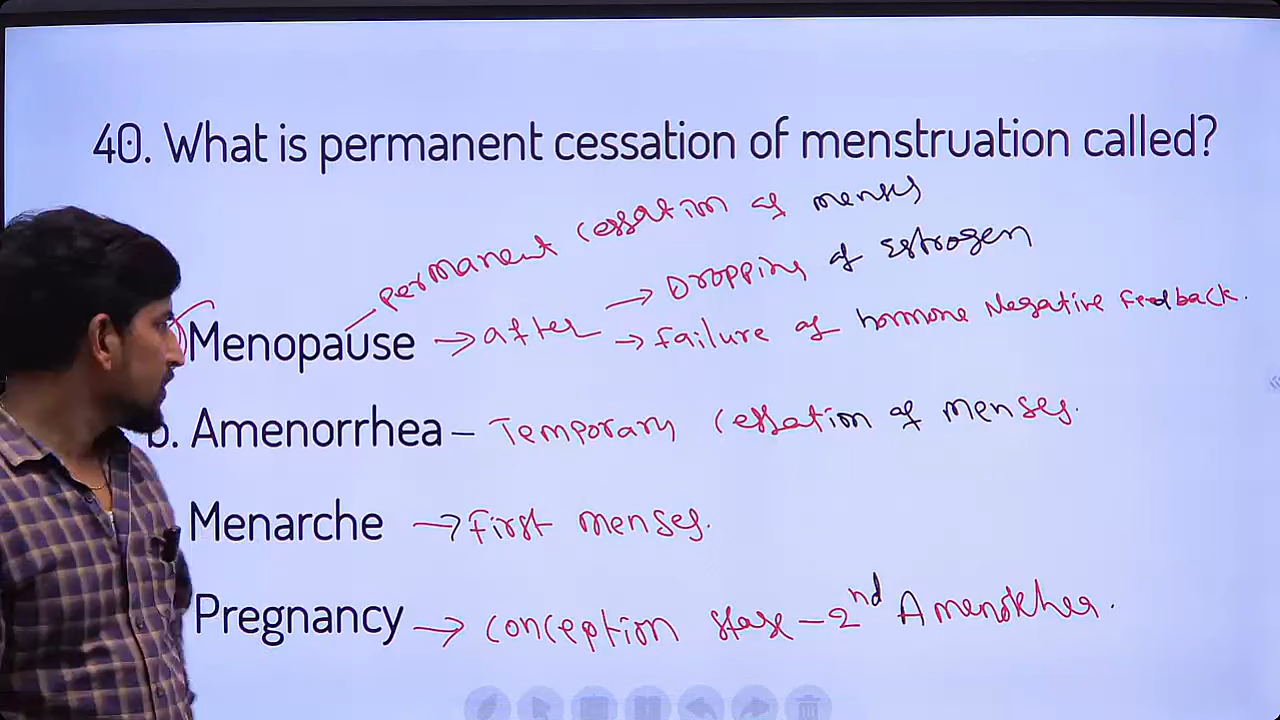 40. What is permanent cessation of menstruation called?
permanent cessation of menses
→ Dropping of Estrogen
Menopause → after → failure of hormone Negative Feedback.
b. Amenorrhea – Temporary cessation of menses.
Menarche → first menses.
Pregnancy → conception stage – 2nd Amenorrhea.